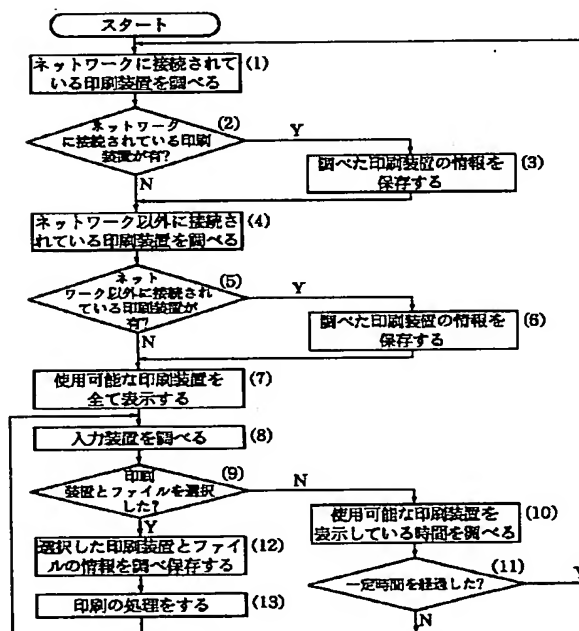 スタート
ネットワークに接続されて
いる印刷装置を調べる
(1)
ネットワーク
に接続されている印刷
装置が有?
(2)
Y
N
調べた印刷装置の情報を
保存する
(3)
ネットワーク以外に接続さ
れている印刷装置を調べる
(4)
ネット
ワーク以外に接続され
ている印刷装置が
有?
(5)
Y
N
調べた印刷装置の情報を
保存する
(6)
使用可能な印刷装置を
全て表示する
(7)
入力装置を調べる
(8)
印刷
装置とファイルを選択
した?
(9)
N
Y
使用可能な印刷装置を
表示している時間を調べる
(10)
選択した印刷装置とファイ
ルの情報を調べ保存する
(12)
一定時間を経過した?
(11)
Y
N
印刷の処理をする
(13)